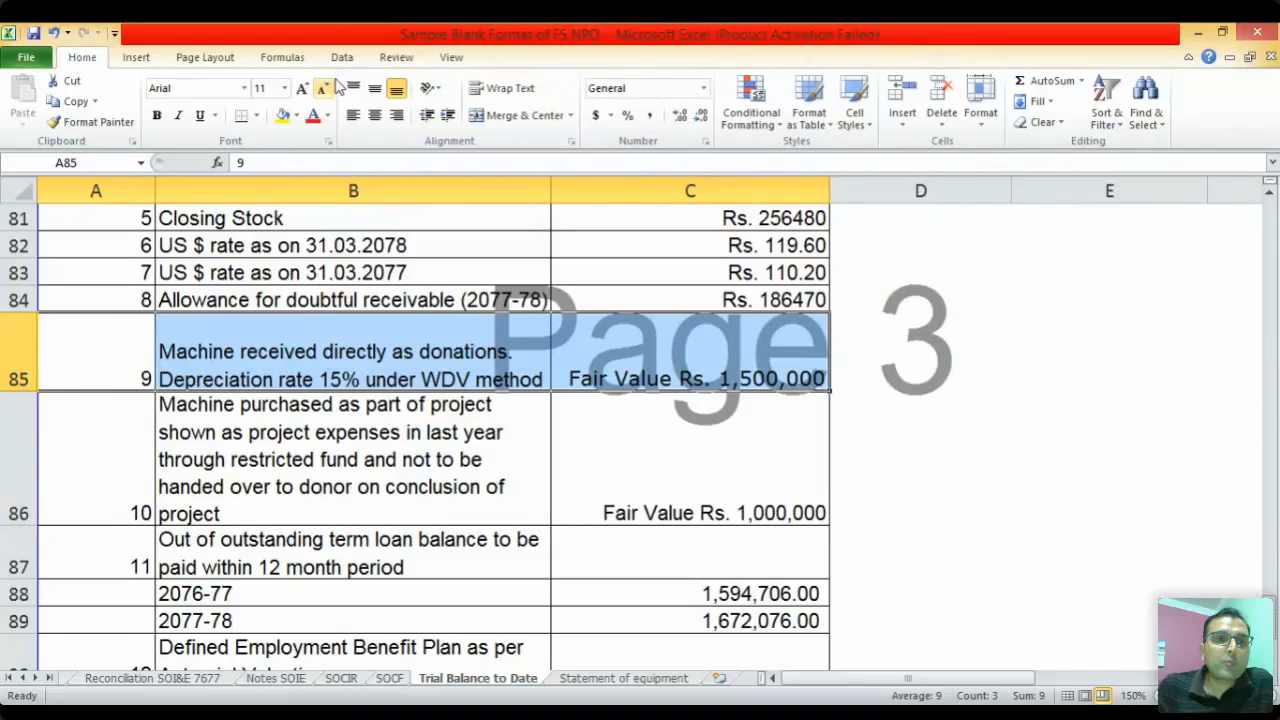 Sample Blank Format of FS NPO - Microsoft Excel (Product Activation Failed)
File Home Insert Page Layout Formulas Data Review View
Cut
Copy
Format Painter
Paste
Clipboard
Arial 11
B I U A
Font
Wrap Text
Merge & Center
Alignment
General
$ % ,
Number
Conditional Formatting
Format as Table
Cell Styles
Styles
Insert Delete Format
Cells
AutoSum
Fill
Clear
Sort & Filter
Find & Select
Editing
A85 fx 9
A B C D E
81 5 Closing Stock Rs. 256480
82 6 US $ rate as on 31.03.2078 Rs. 119.60
83 7 US $ rate as on 31.03.2077 Rs. 110.20
84 8 Allowance for doubtful receivable (2077-78) Rs. 186470
Page 3
Machine received directly as donations.
85 9 Depreciation rate 15% under WDV method Fair Value Rs. 1,500,000
Machine purchased as part of project
shown as project expenses in last year
through restricted fund and not to be
handed over to donor on conclusion of
86 10 project Fair Value Rs. 1,000,000
Out of outstanding term loan balance to be
87 11 paid within 12 month period
88 2076-77 1,594,706.00
89 2077-78 1,672,076.00
Defined Employment Benefit Plan as per
Reconciliation SOI&E 7677 Notes SOIE SOCIR SOCF Trial Balance to Date Statement of equipment
Ready Average: 9 Count: 3 Sum: 9 150%